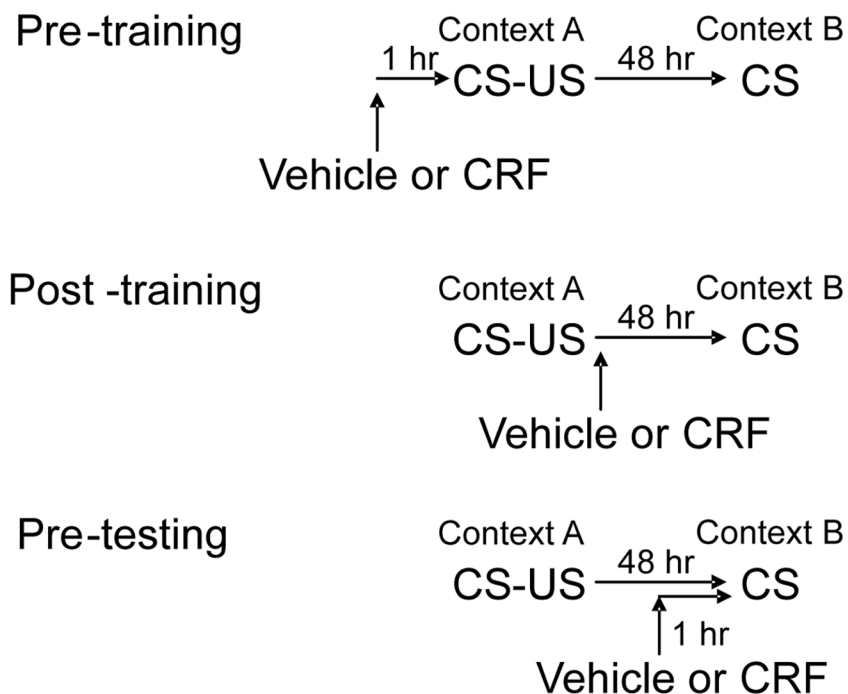 Pre-training
Context A
Context B
1 hr
CS-US
48 hr
CS
Vehicle or CRF
Post -training
Context A
Context B
CS-US
48 hr
CS
Vehicle or CRF
Pre-testing
Context A
Context B
CS-US
48 hr
CS
1 hr
Vehicle or CRF